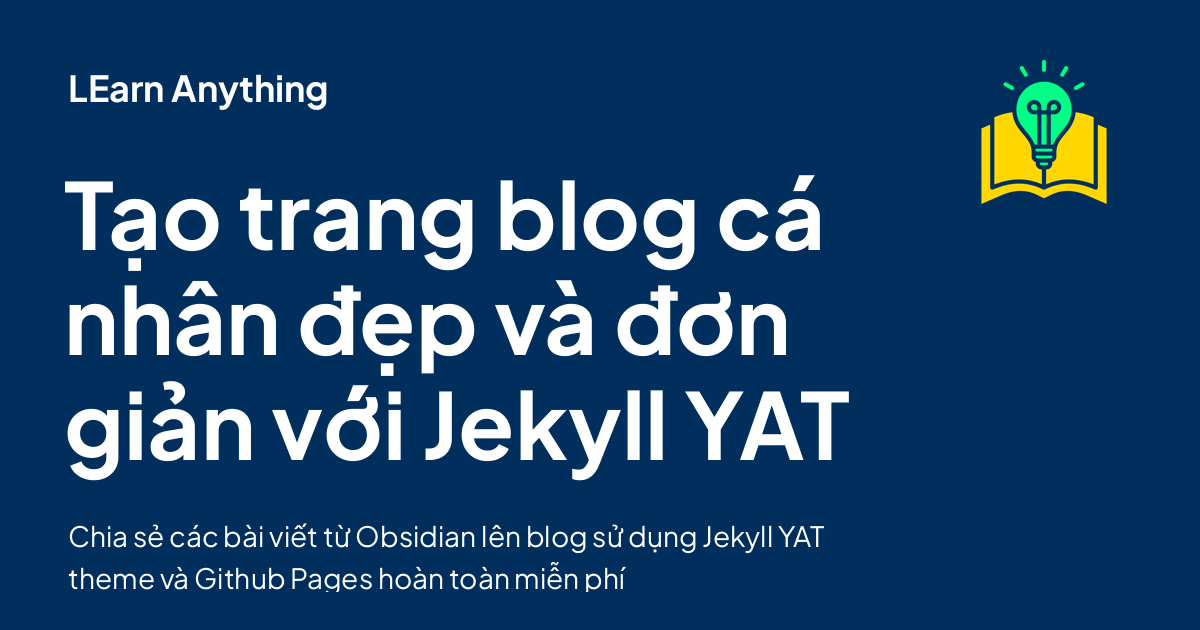 LEarn Anything
Tạo trang blog cá
nhân đẹp và đơn
giản với Jekyll YAT
Chia sẻ các bài viết từ Obsidian lên blog sử dụng Jekyll YAT
theme và Github Pages hoàn toàn miễn phí